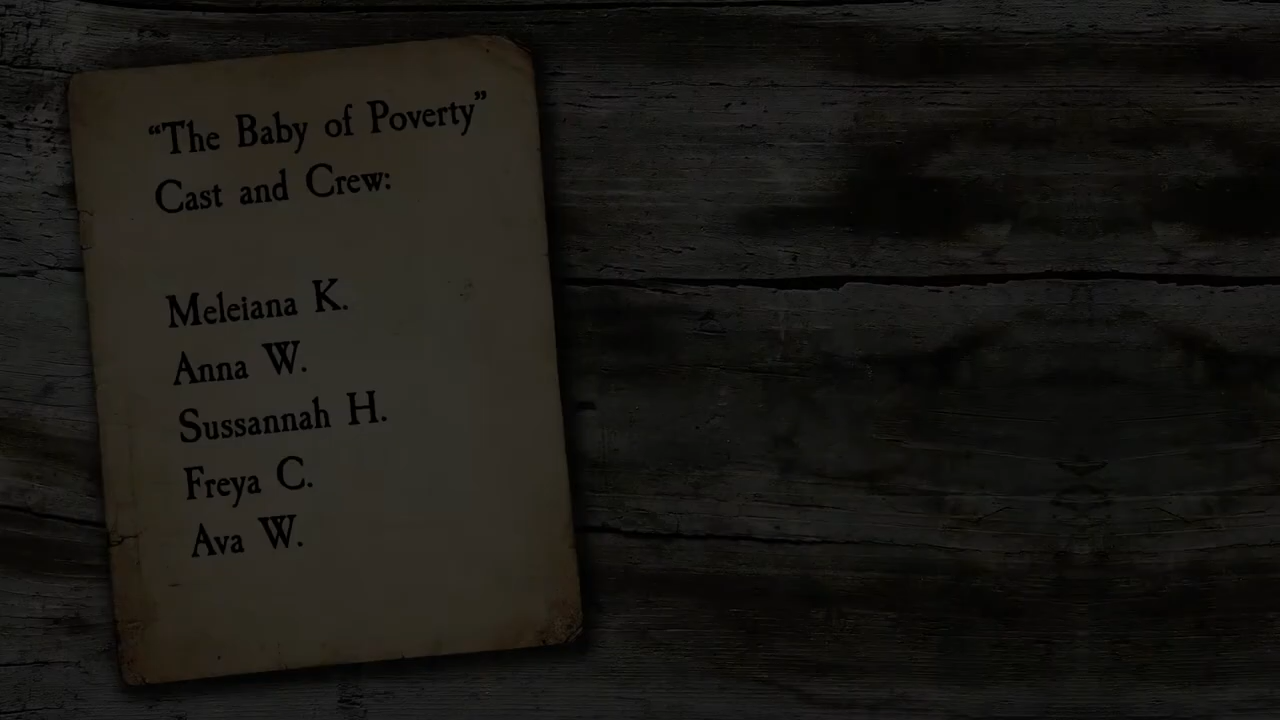 “The Baby of Poverty”
Cast and Crew:
Meleiana K.
Anna W.
Sussannah H.
Freya C.
Ava W.